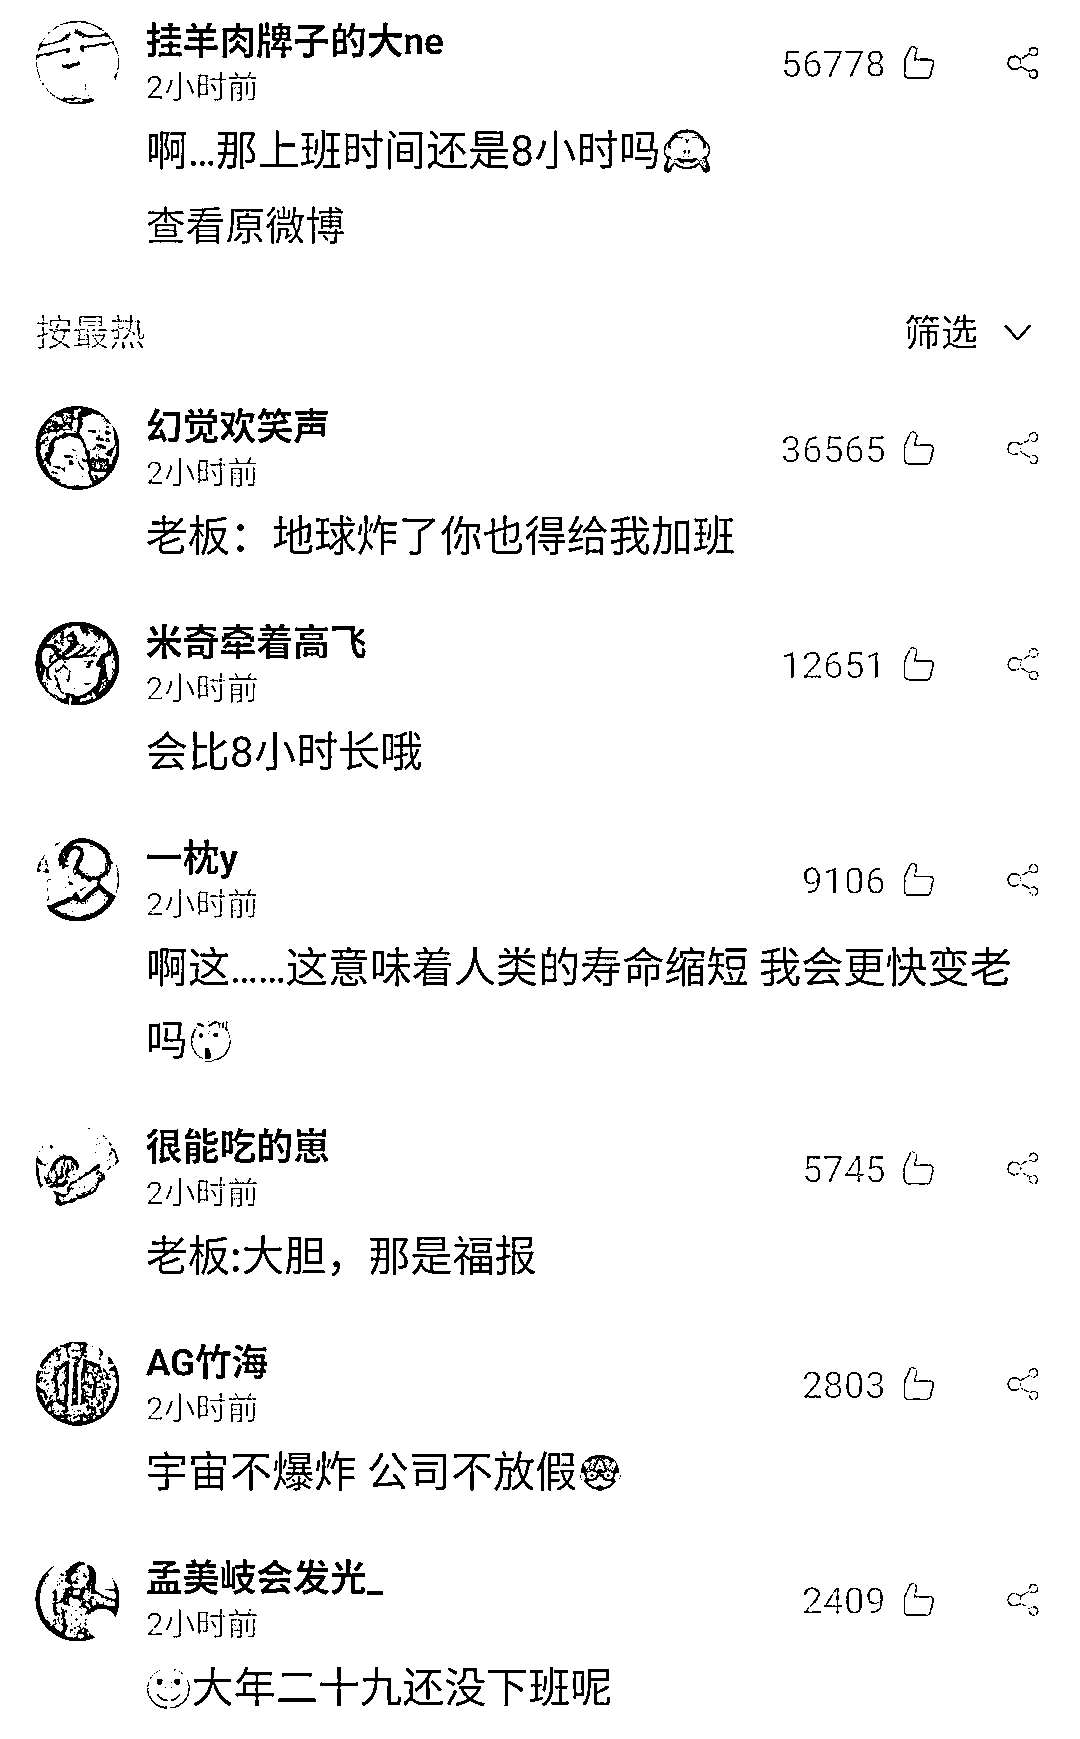 挂羊肉牌子的大ne
56778
2小时前
啊...那上班时间还是8小时吗
查看原微博
按最热
筛选
幻觉欢笑声
36565
2小时前
老板：地球炸了你也得给我加班
米奇牵着高飞
12651
2小时前
会比8小时长哦
一枕y
9106
2小时前
啊这......这意味着人类的寿命缩短 我会更快变老
吗
很能吃的崽
5745
2小时前
老板:大胆，那是福报
AG竹海
2803
2小时前
宇宙不爆炸 公司不放假
孟美岐会发光_
2409
2小时前
大年二十九还没下班呢